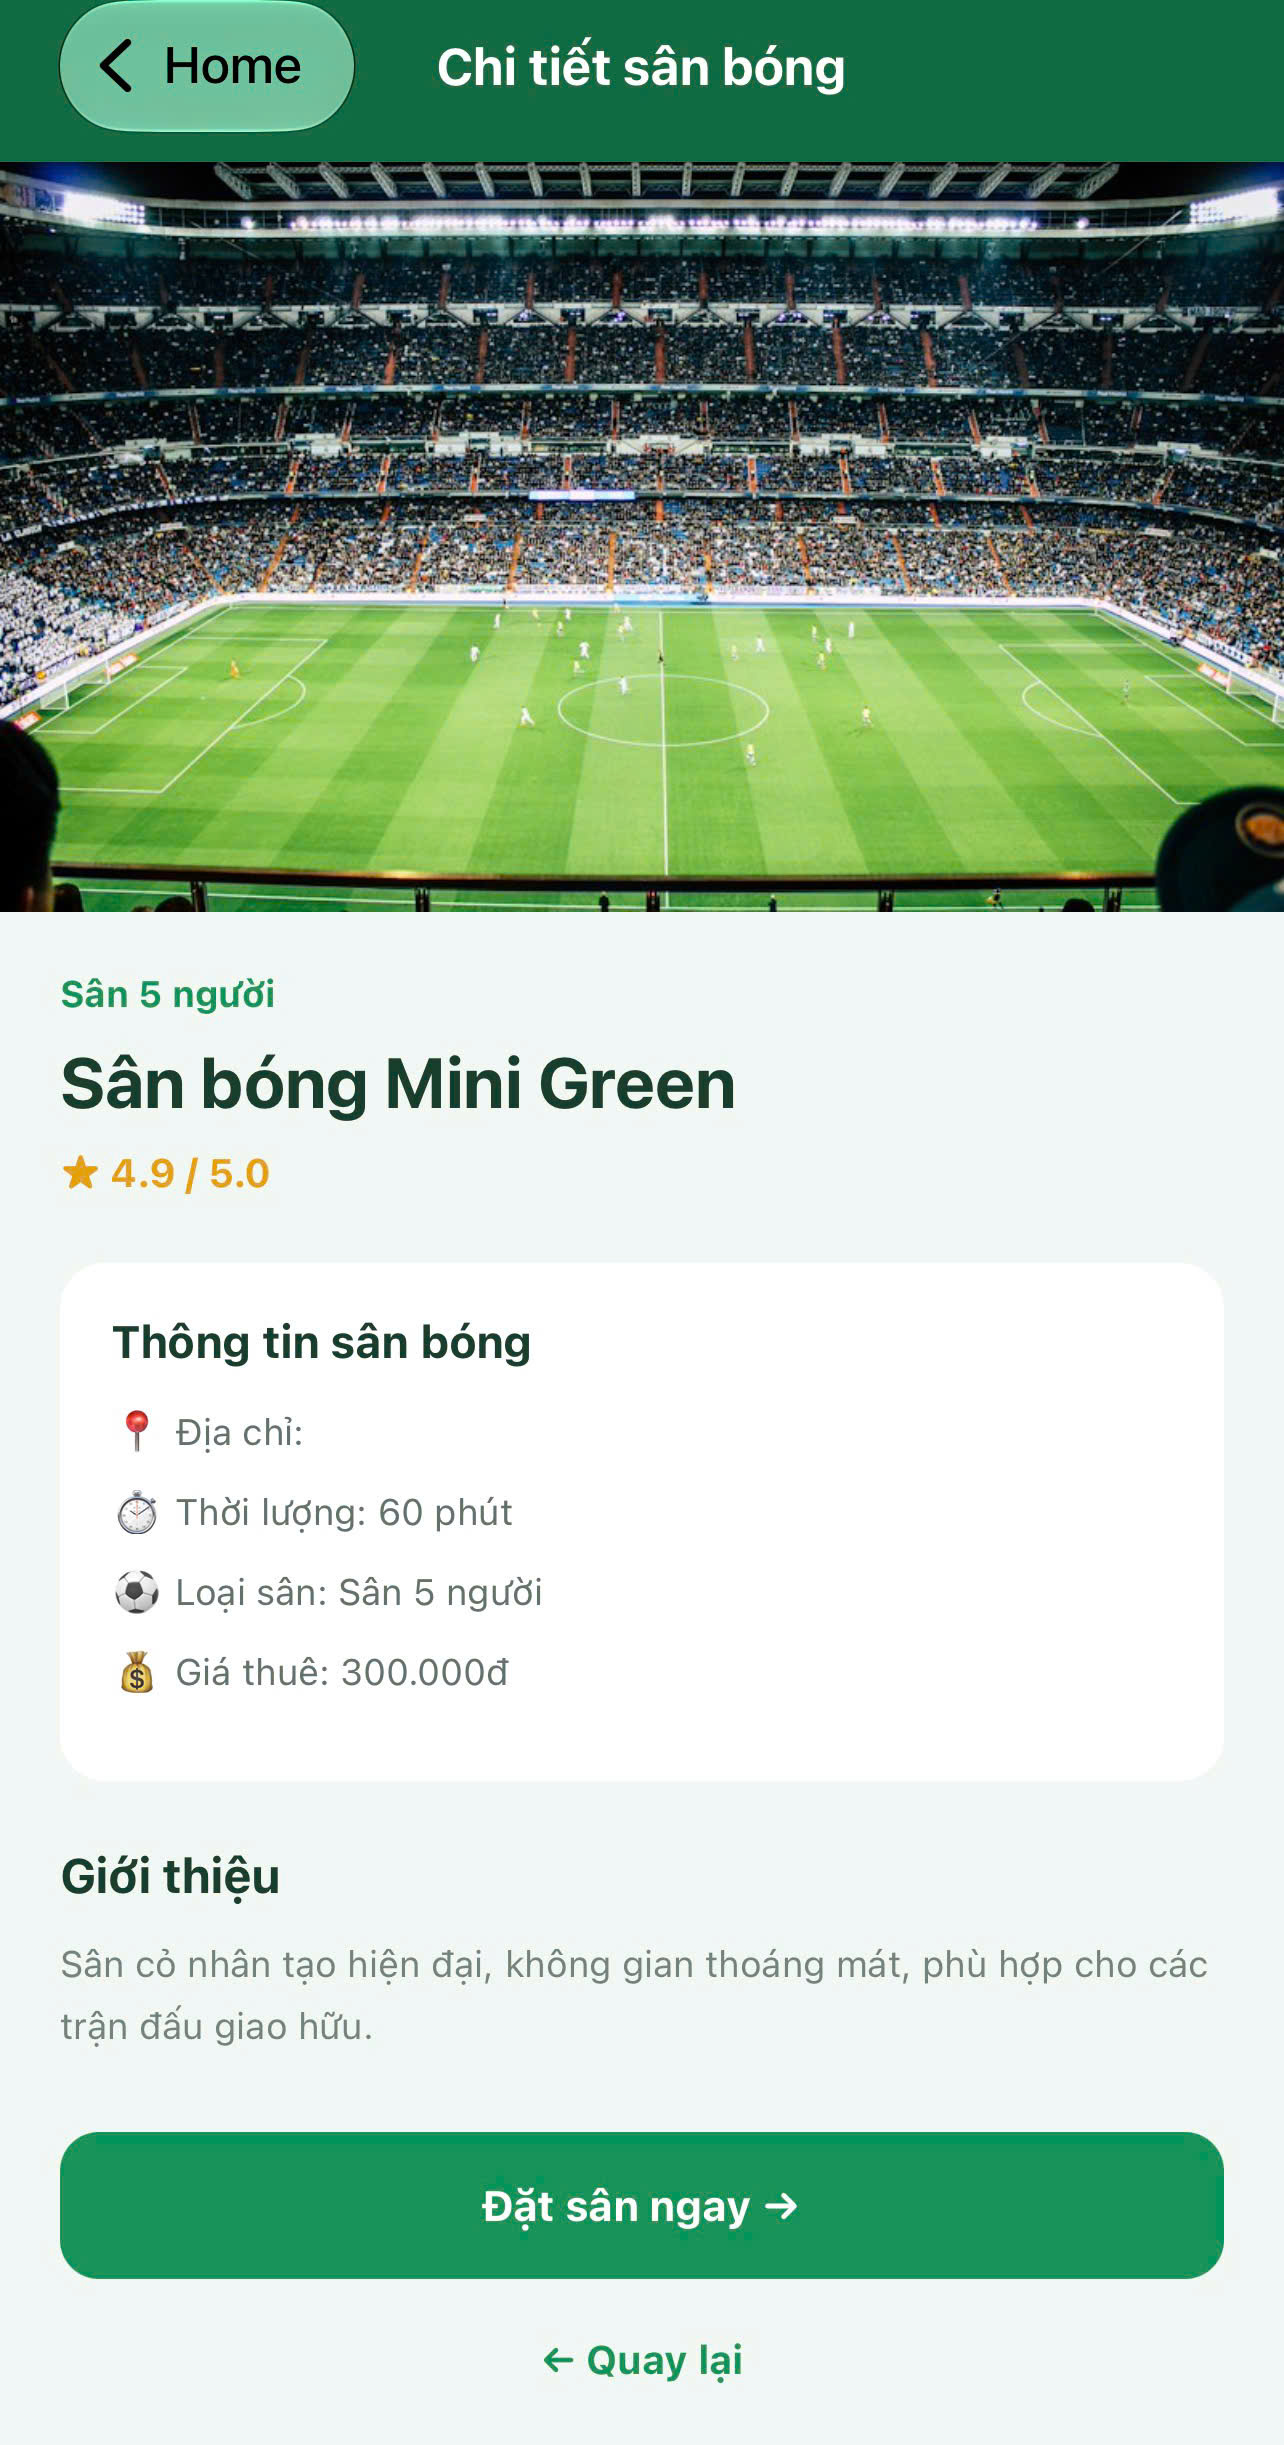 Home
Chi tiết sân bóng
Sân 5 người
Sân bóng Mini Green
★ 4.9 / 5.0
Thông tin sân bóng
📍 Địa chỉ:
⏱ Thời lượng: 60 phút
⚽ Loại sân: Sân 5 người
💰 Giá thuê: 300.000đ
Giới thiệu
Sân cỏ nhân tạo hiện đại, không gian thoáng mát, phù hợp cho các
trận đấu giao hữu.
Đặt sân ngay →
← Quay lại